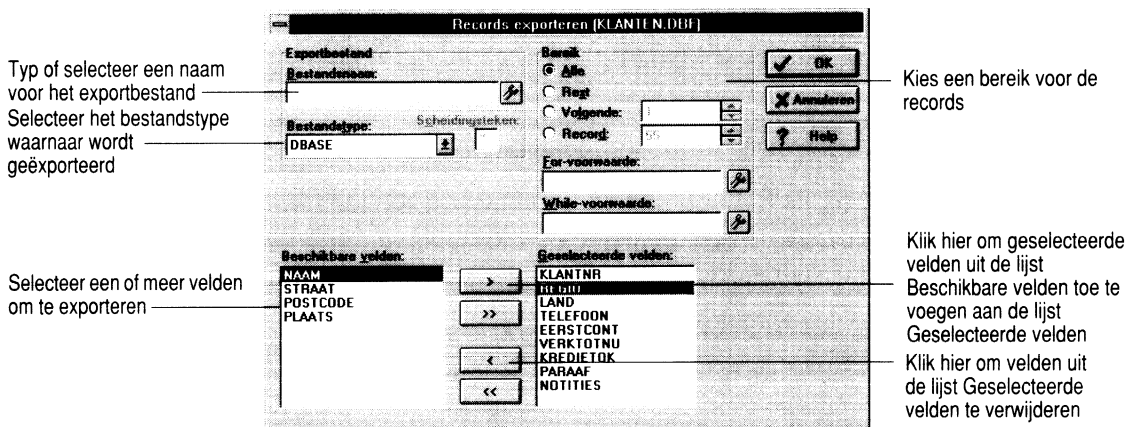 Records exporteren (KLANTEN.DBF)
Typ of selecteer een naam
voor het exportbestand
Selecteer het bestandstype
waarnaar wordt
geëxporteerd
Selecteer een of meer velden
om te exporteren
Exportbestand
Bestandsnaam:
Bestandstype:
Scheidingsteken:
DBASE
Bereik
Alle
Rest
Volgende:
1
Record:
55
For-voorwaarde:
While-voorwaarde:
OK
Annuleren
? Help
Beschikbare velden:
NAAM
STRAAT
POSTCODE
PLAATS
>
>>
<
<<
Geselecteerde velden:
KLANTNR
REGIO
LAND
TELEFOON
EERSTCONT
VERKTOTNU
KREDIETOK
PARAAF
NOTITIES
Kies een bereik voor de
records
Klik hier om geselecteerde
velden uit de lijst
Beschikbare velden toe te
voegen aan de lijst
Geselecteerde velden
Klik hier om velden uit
de lijst Geselecteerde
velden te verwijderen